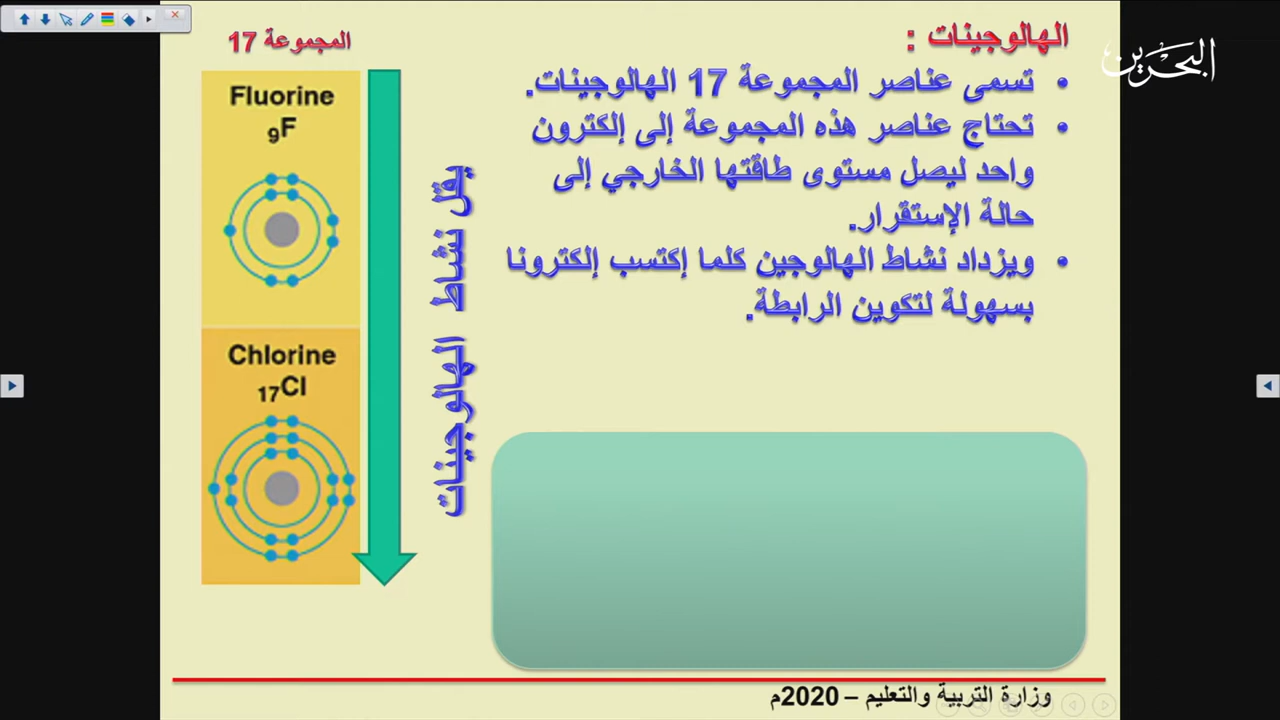 البحرين
الهالوجينات :
• تسمى عناصر المجموعة 17 الهالوجينات.
• تحتاج عناصر هذه المجموعة إلى إلكترون
واحد ليصل مستوى طاقتها الخارجي إلى
حالة الإستقرار.
• ويزداد نشاط الهالوجين كلما إكتسب إلكترونا
بسهولة لتكوين الرابطة.
المجموعة 17
Fluorine
₉F
Chlorine
₁₇Cl
يقل نشاط الهالوجينات
وزارة التربية والتعليم – 2020م